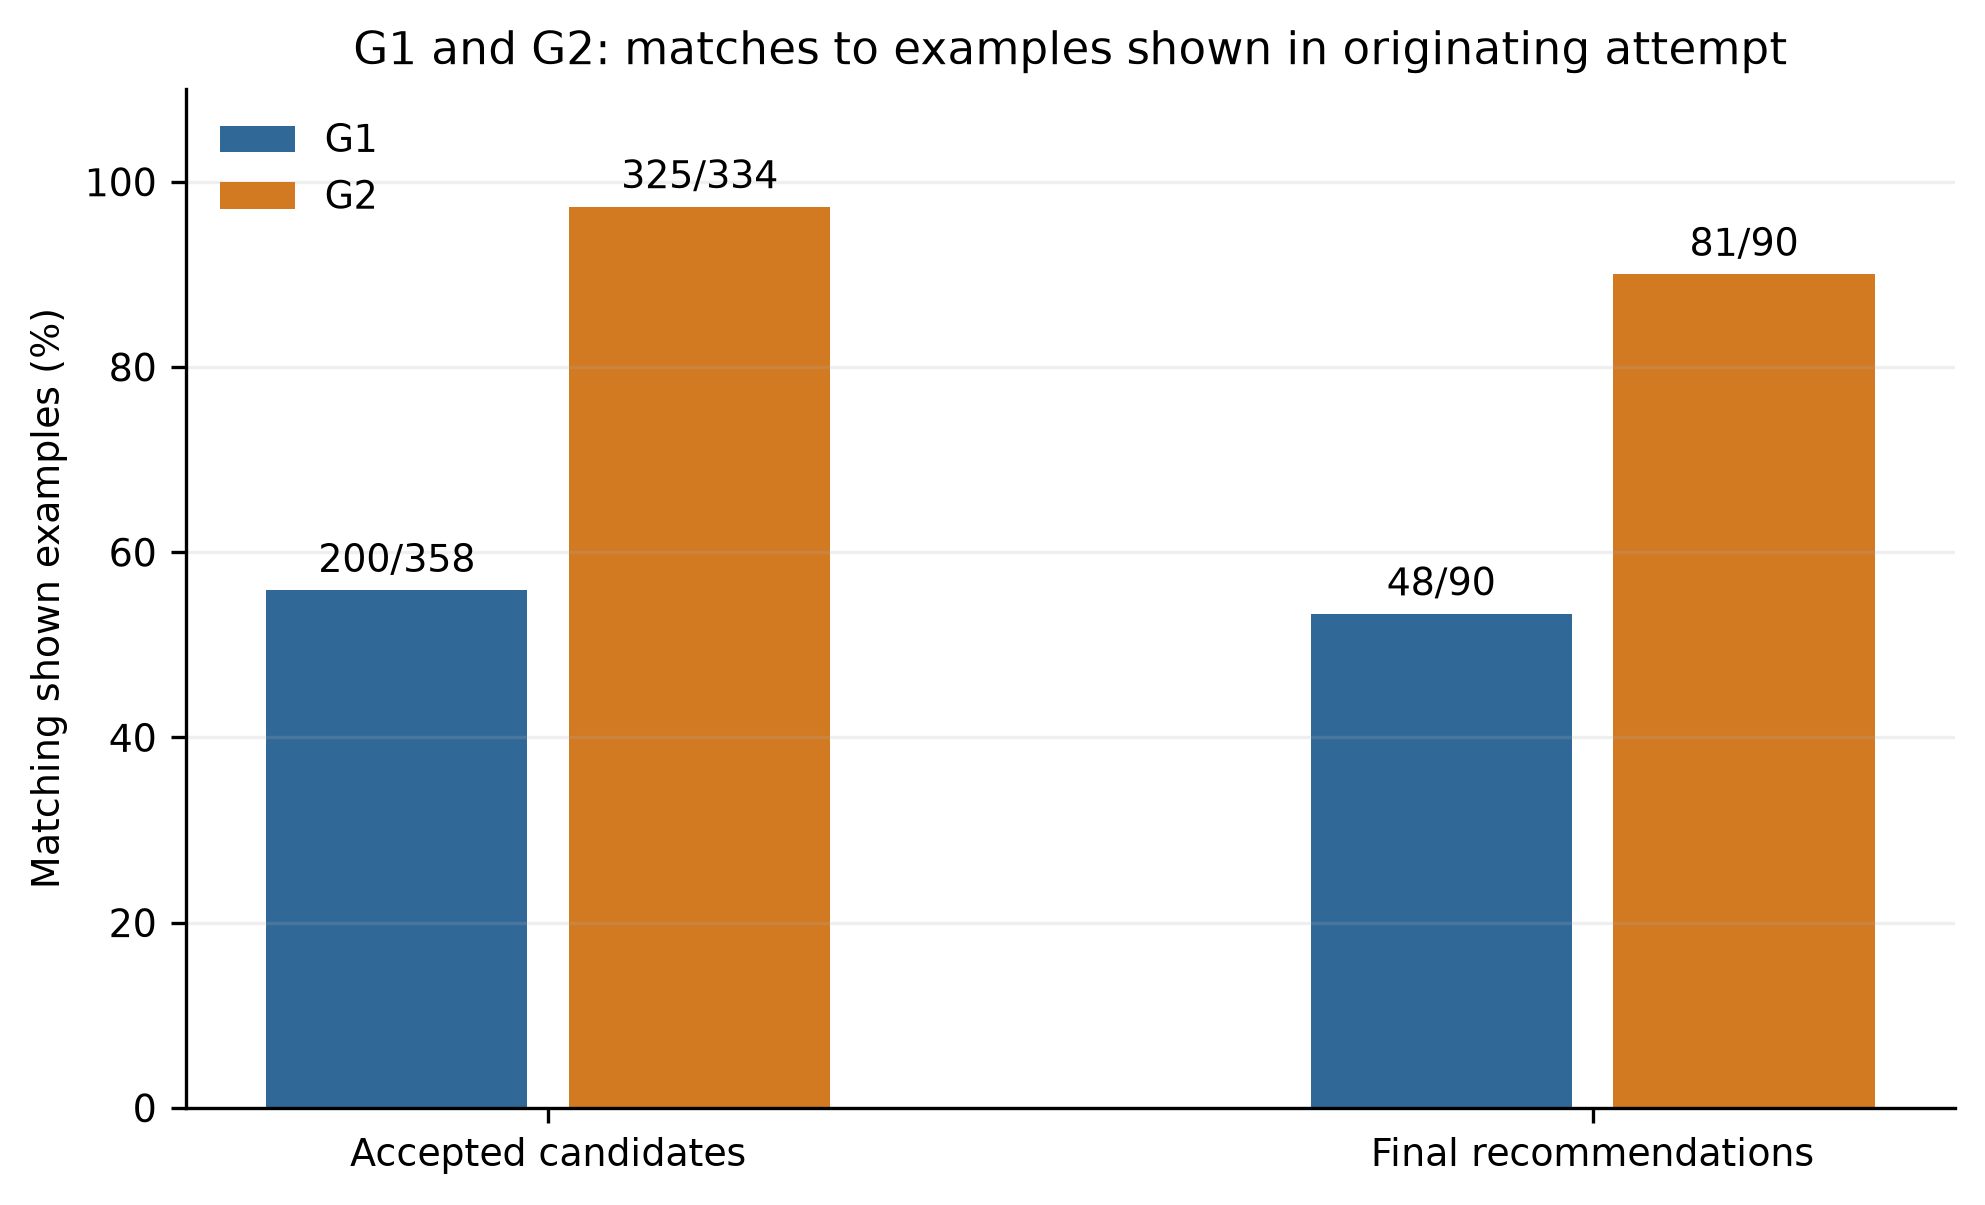 G1 and G2: matches to examples shown in originating attempt
G1
G2
Matching shown examples (%)
100
80
60
40
20
0
200/358
325/334
48/90
81/90
Accepted candidates
Final recommendations